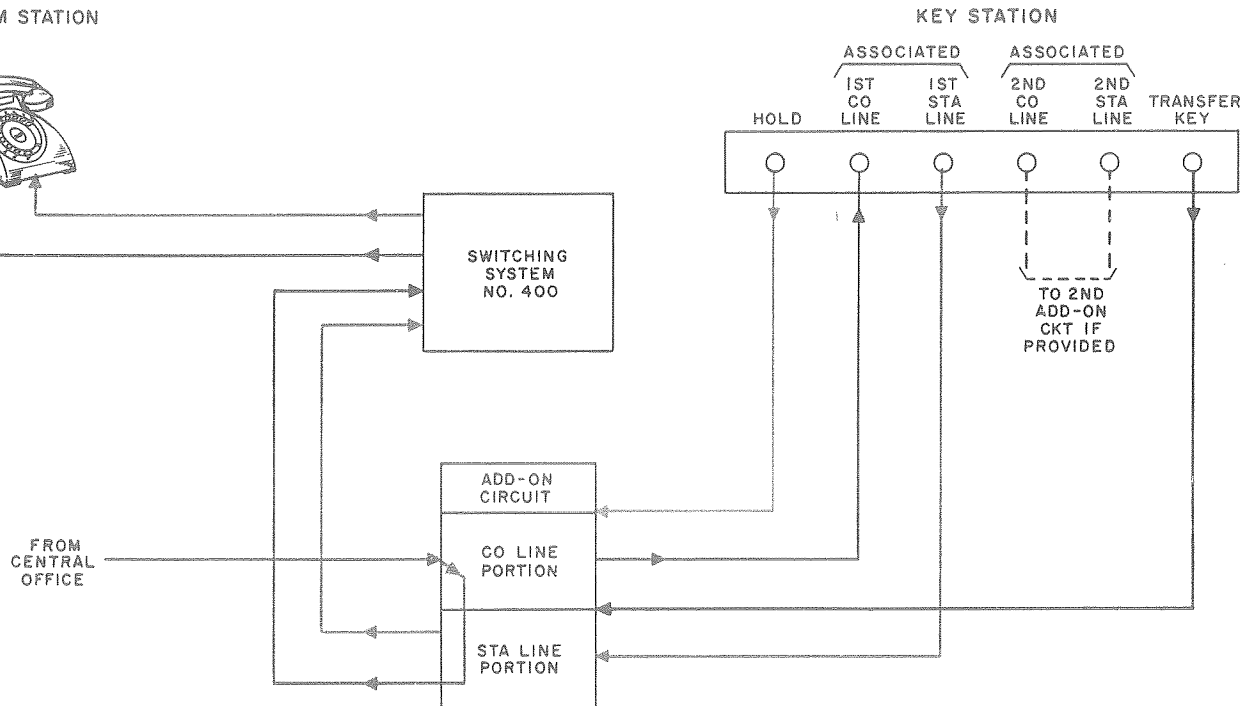 M STATION
KEY STATION
ASSOCIATED
ASSOCIATED
HOLD
1ST
CO
LINE
1ST
STA
LINE
2ND
CO
LINE
2ND
STA
LINE
TRANSFER
KEY
SWITCHING
SYSTEM
NO. 400
TO 2ND
ADD-ON
CKT IF
PROVIDED
ADD-ON
CIRCUIT
FROM
CENTRAL
OFFICE
CO LINE
PORTION
STA LINE
PORTION